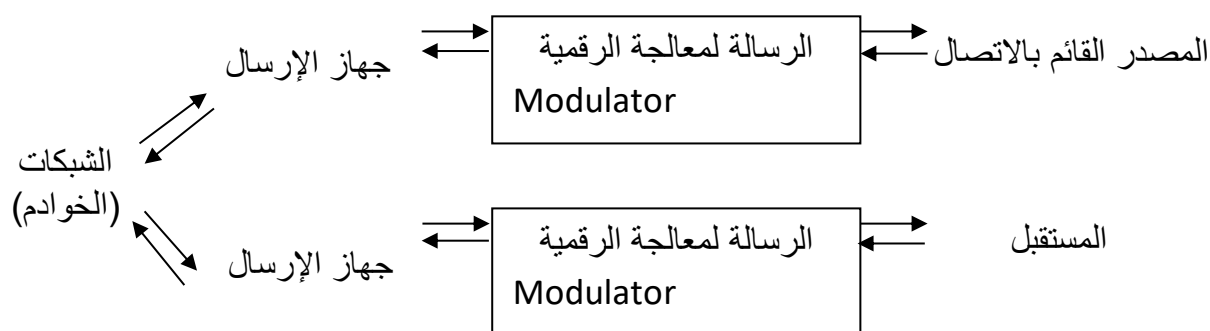 المصدر القائم بالاتصال
الرسالة لمعالجة الرقمية
Modulator
جهاز الإرسال
الشبكات
(الخوادم)
المستقبل
الرسالة لمعالجة الرقمية
Modulator
جهاز الإرسال